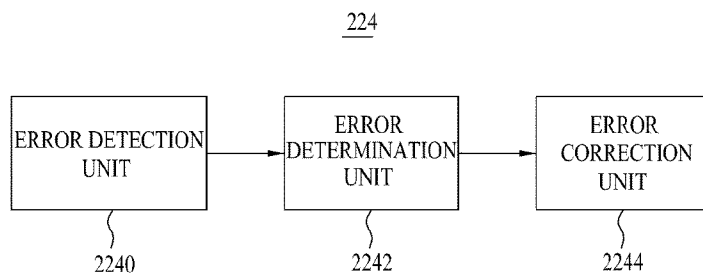 224
ERROR DETECTION
UNIT
ERROR
DETERMINATION
UNIT
ERROR
CORRECTION
UNIT
2240
2242
2244